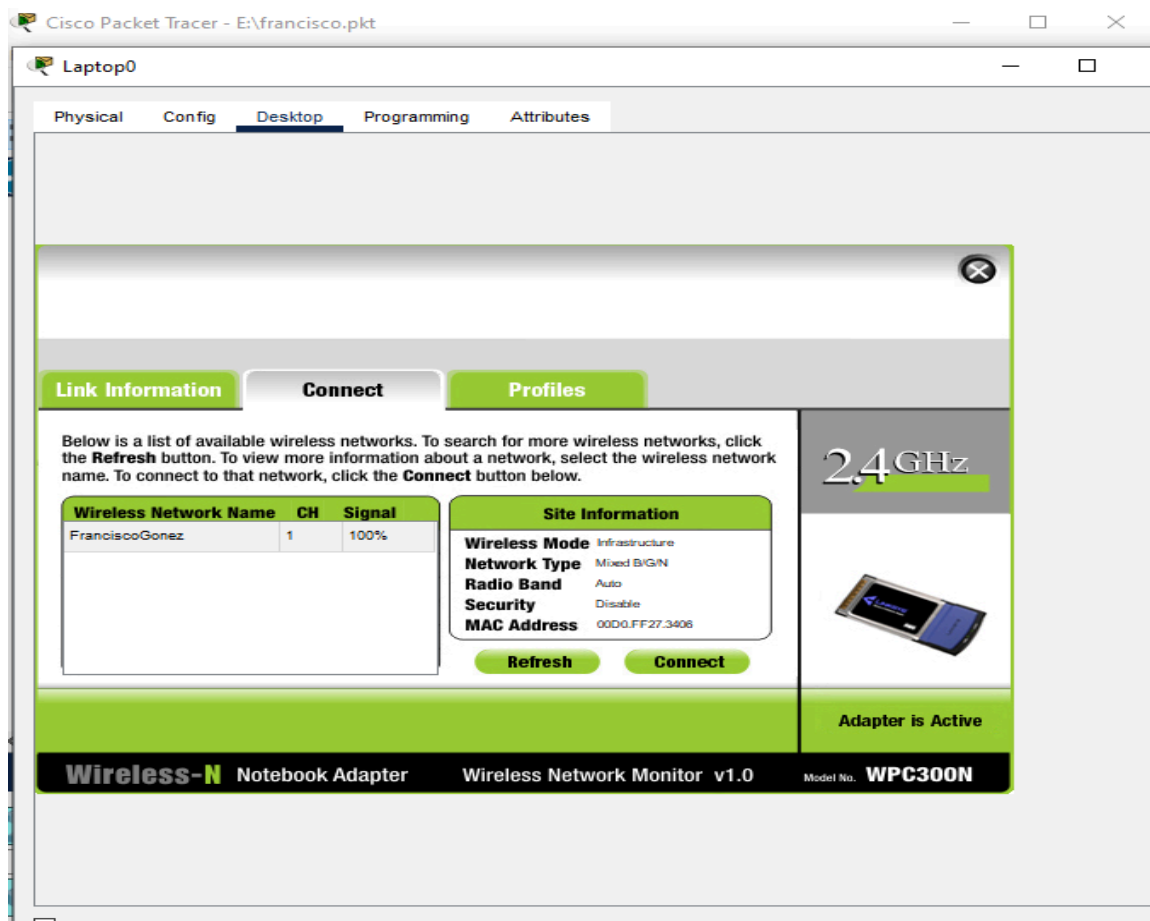 Cisco Packet Tracer - E:\francisco.pkt
Laptop0
Physical Config Desktop Programming Attributes
Link Information Connect Profiles
Below is a list of available wireless networks. To search for more wireless networks, click
the Refresh button. To view more information about a network, select the wireless network
name. To connect to that network, click the Connect button below.
2.4GHz
Wireless Network Name CH Signal
FranciscoGonez 1 100%
Site Information
Wireless Mode Infrastructure
Network Type Mixed B/G/N
Radio Band Auto
Security Disable
MAC Address 00D0.FF27.3406
Refresh Connect
Adapter is Active
Wireless-N Notebook Adapter Wireless Network Monitor v1.0 Model No. WPC300N